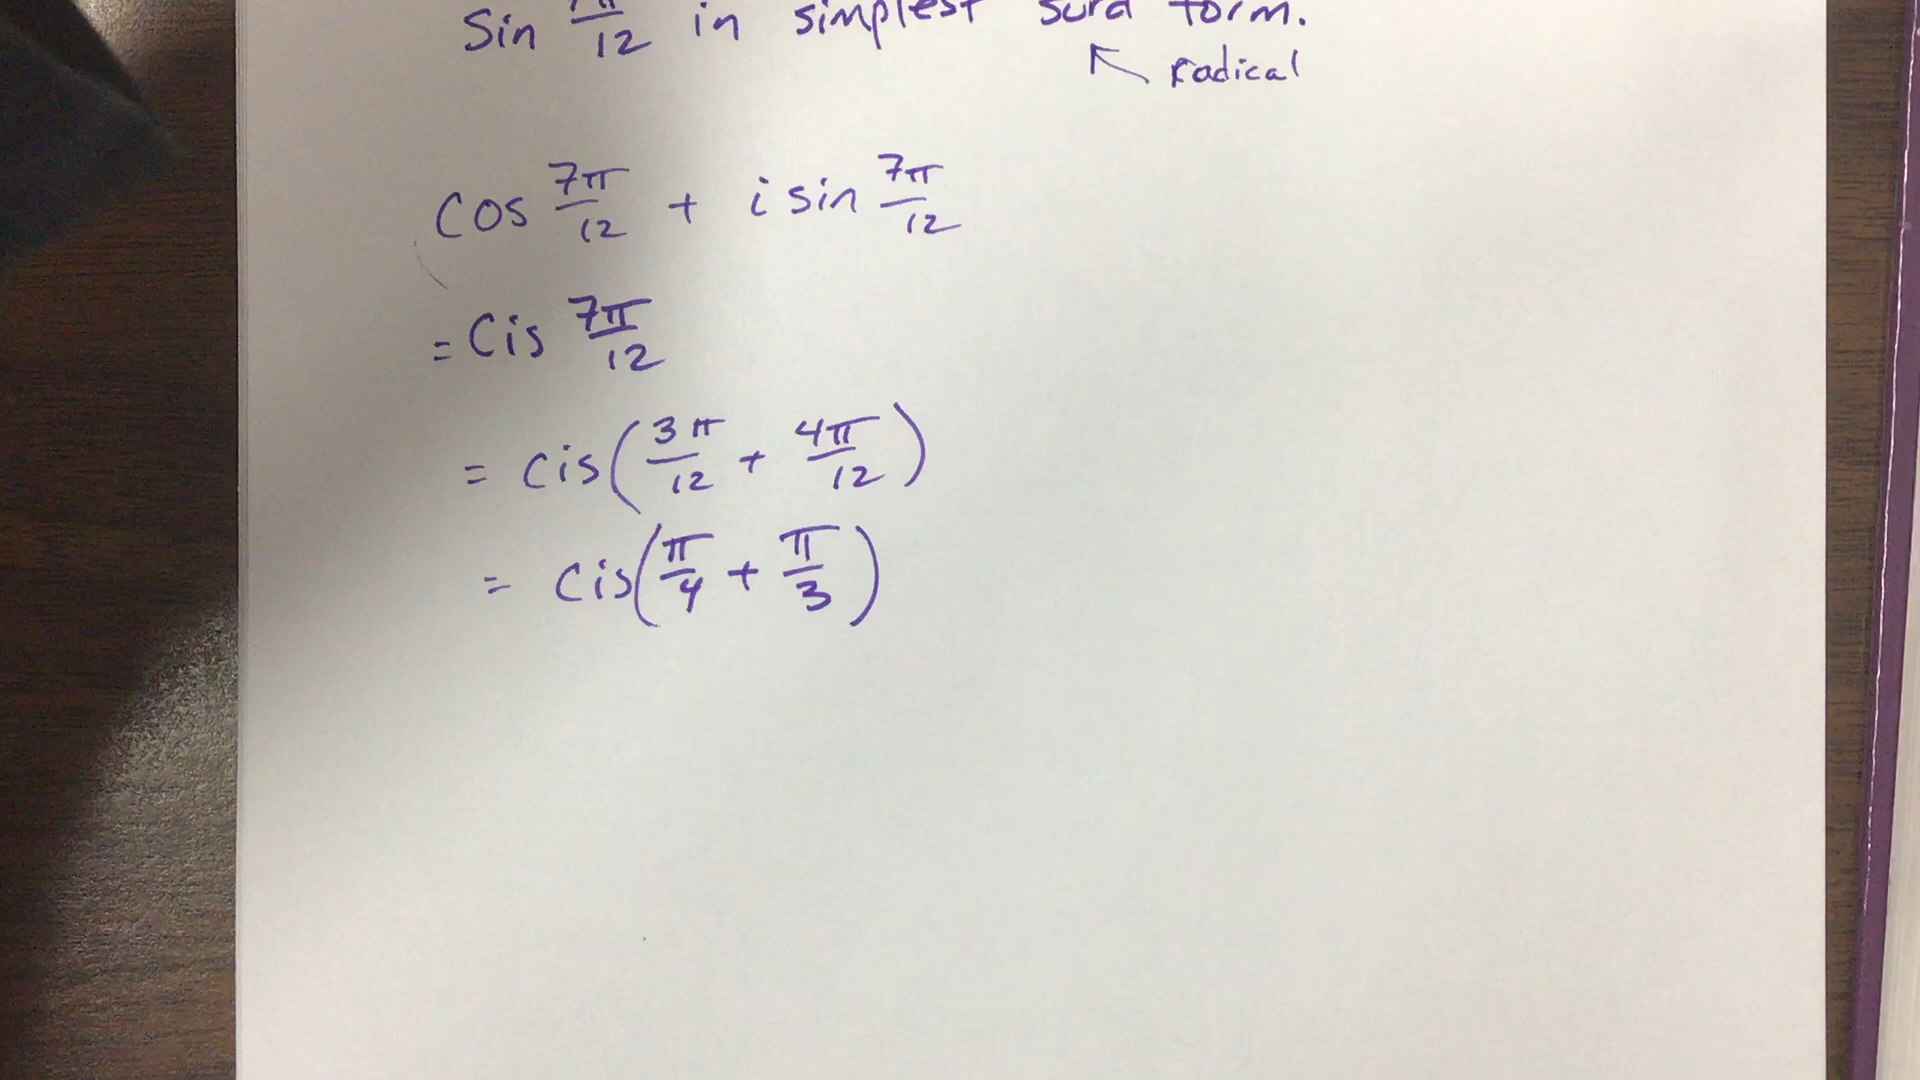 Sin 7π/12 in simplest surd form.
radical
cos 7π/12 + i sin 7π/12
= Cis 7π/12
= cis(3π/12 + 4π/12)
= cis(π/4 + π/3)